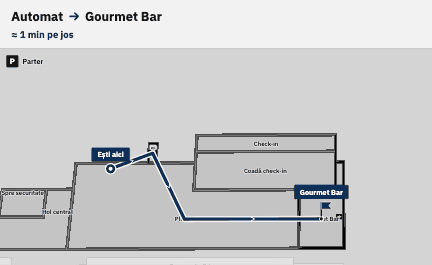 Automat → Gourmet Bar
≈ 1 min pe jos
P Parter
Check-in
Ești aici
Coadă check-in
Gourmet Bar
Spre securitate
Hol central